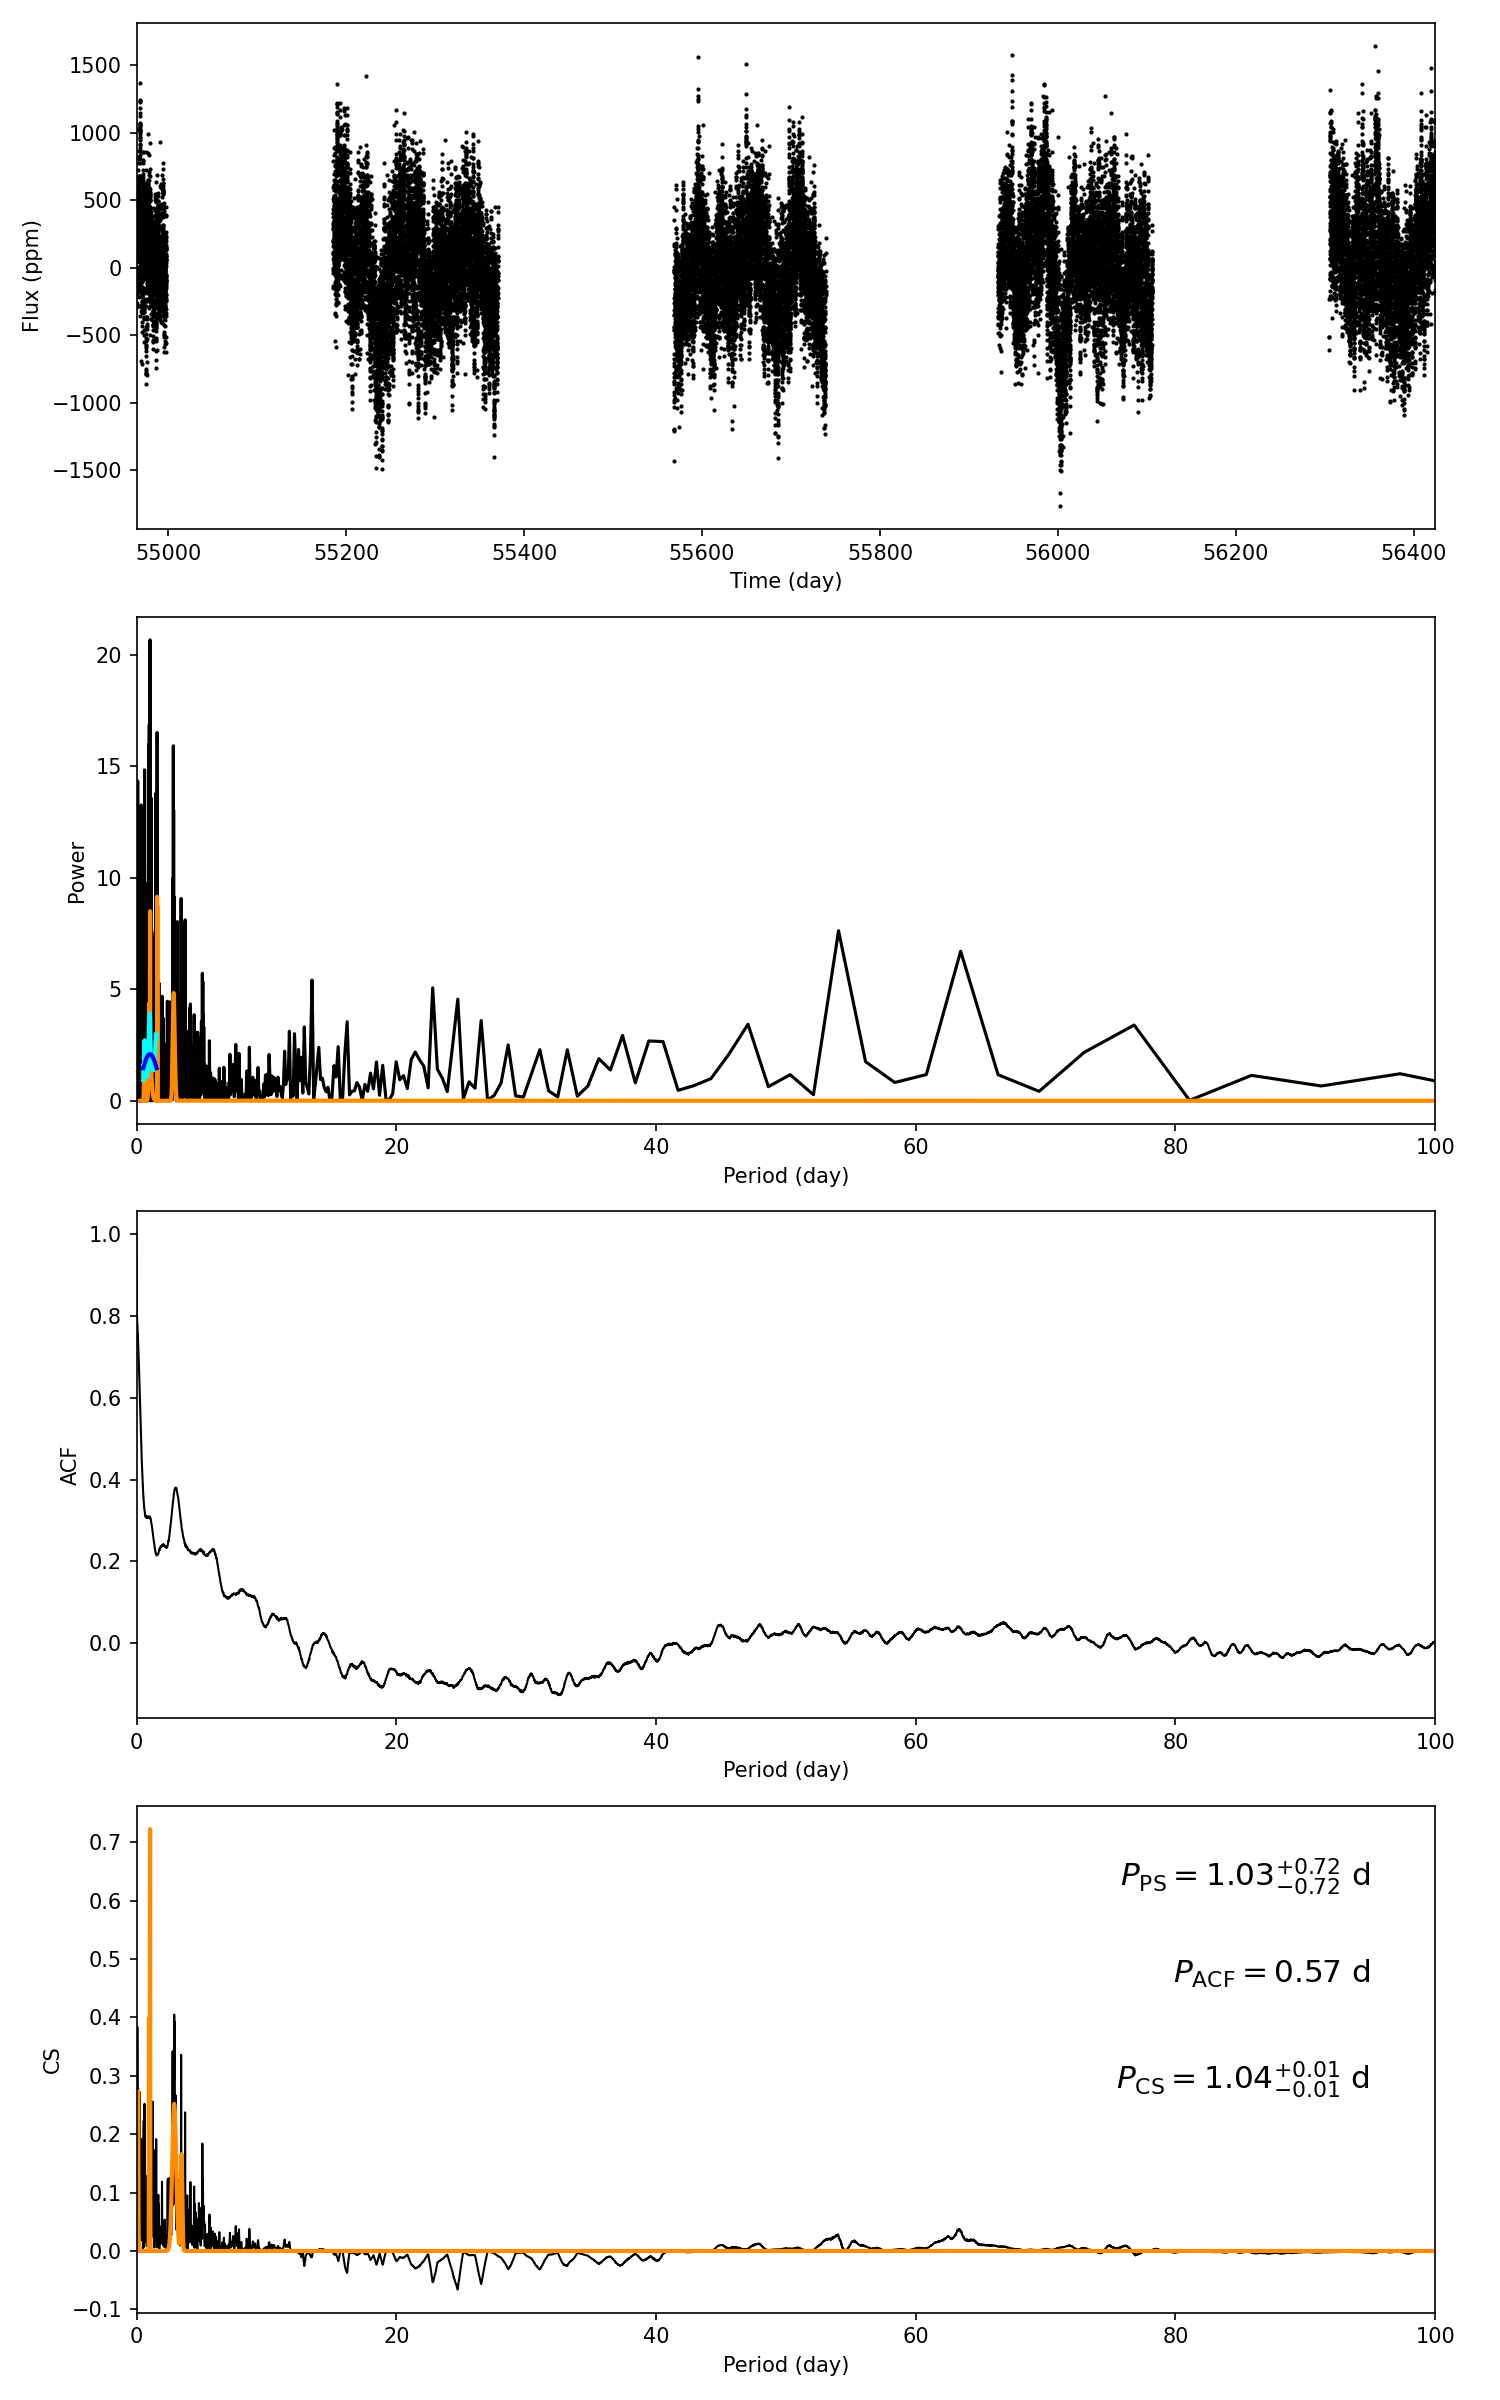 1500
1000
500
0
−500
−1000
−1500
Flux (ppm)
55000 55200 55400 55600 55800 56000 56200 56400
Time (day)
20
15
10
5
0
Power
0 20 40 60 80 100
Period (day)
1.0
0.8
0.6
0.4
0.2
0.0
ACF
0 20 40 60 80 100
Period (day)
0.7
0.6
0.5
0.4
0.3
0.2
0.1
0.0
−0.1
CS
P_PS = 1.03^{+0.72}_{−0.72} d
P_ACF = 0.57 d
P_CS = 1.04^{+0.01}_{−0.01} d
0 20 40 60 80 100
Period (day)